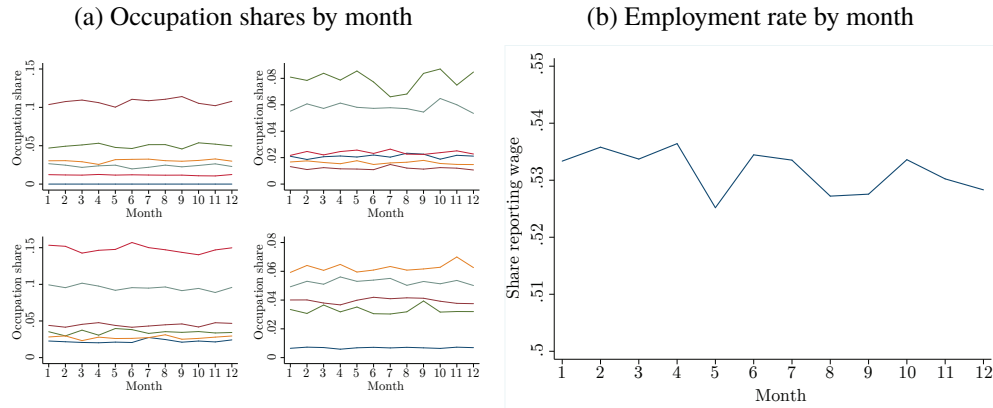 (a) Occupation shares by month
Occupation share
0 .05 .1 .15
1 2 3 4 5 6 7 8 9 10 11 12
Month
Occupation share
0 .02 .04 .06 .08
1 2 3 4 5 6 7 8 9 10 11 12
Month
Occupation share
0 .05 .1 .15
1 2 3 4 5 6 7 8 9 10 11 12
Month
Occupation share
0 .02 .04 .06 .08
1 2 3 4 5 6 7 8 9 10 11 12
Month
(b) Employment rate by month
Share reporting wage
.5 .51 .52 .53 .54 .55
1 2 3 4 5 6 7 8 9 10 11 12
Month